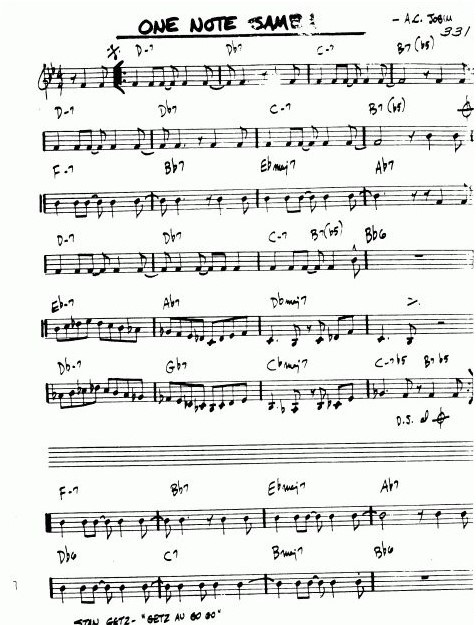 ONE NOTE SAMB
– A.C. JOBIM
331
D-7 Db7 C-7 B7(b5)
D-7 Db7 C-7 B7(b5)
F-7 Bb7 Ebmaj7 Ab7
D-7 Db7 C-7 B7(b5) Bb6
Eb-7 Ab7 Dbmaj7
Db-7 Gb7 Cbmaj7 C-7b5 B7b5
D.S. al
F-7 Bb7 Ebmaj7 Ab7
Db6 C7 Bmaj7 Bb6
STAN GETZ - "GETZ AU GO GO"